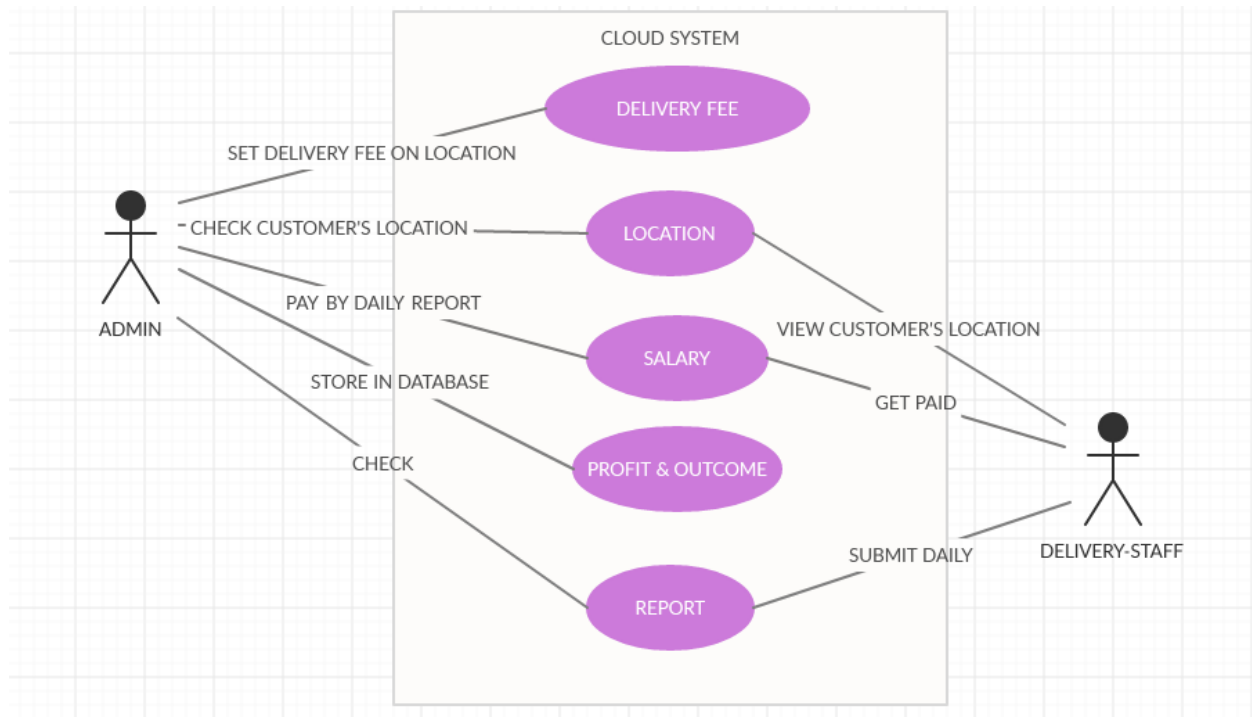 CLOUD SYSTEM
DELIVERY FEE
SET DELIVERY FEE ON LOCATION
CHECK CUSTOMER'S LOCATION
LOCATION
PAY BY DAILY REPORT
ADMIN
VIEW CUSTOMER'S LOCATION
SALARY
STORE IN DATABASE
GET PAID
CHECK
PROFIT & OUTCOME
DELIVERY-STAFF
SUBMIT DAILY
REPORT